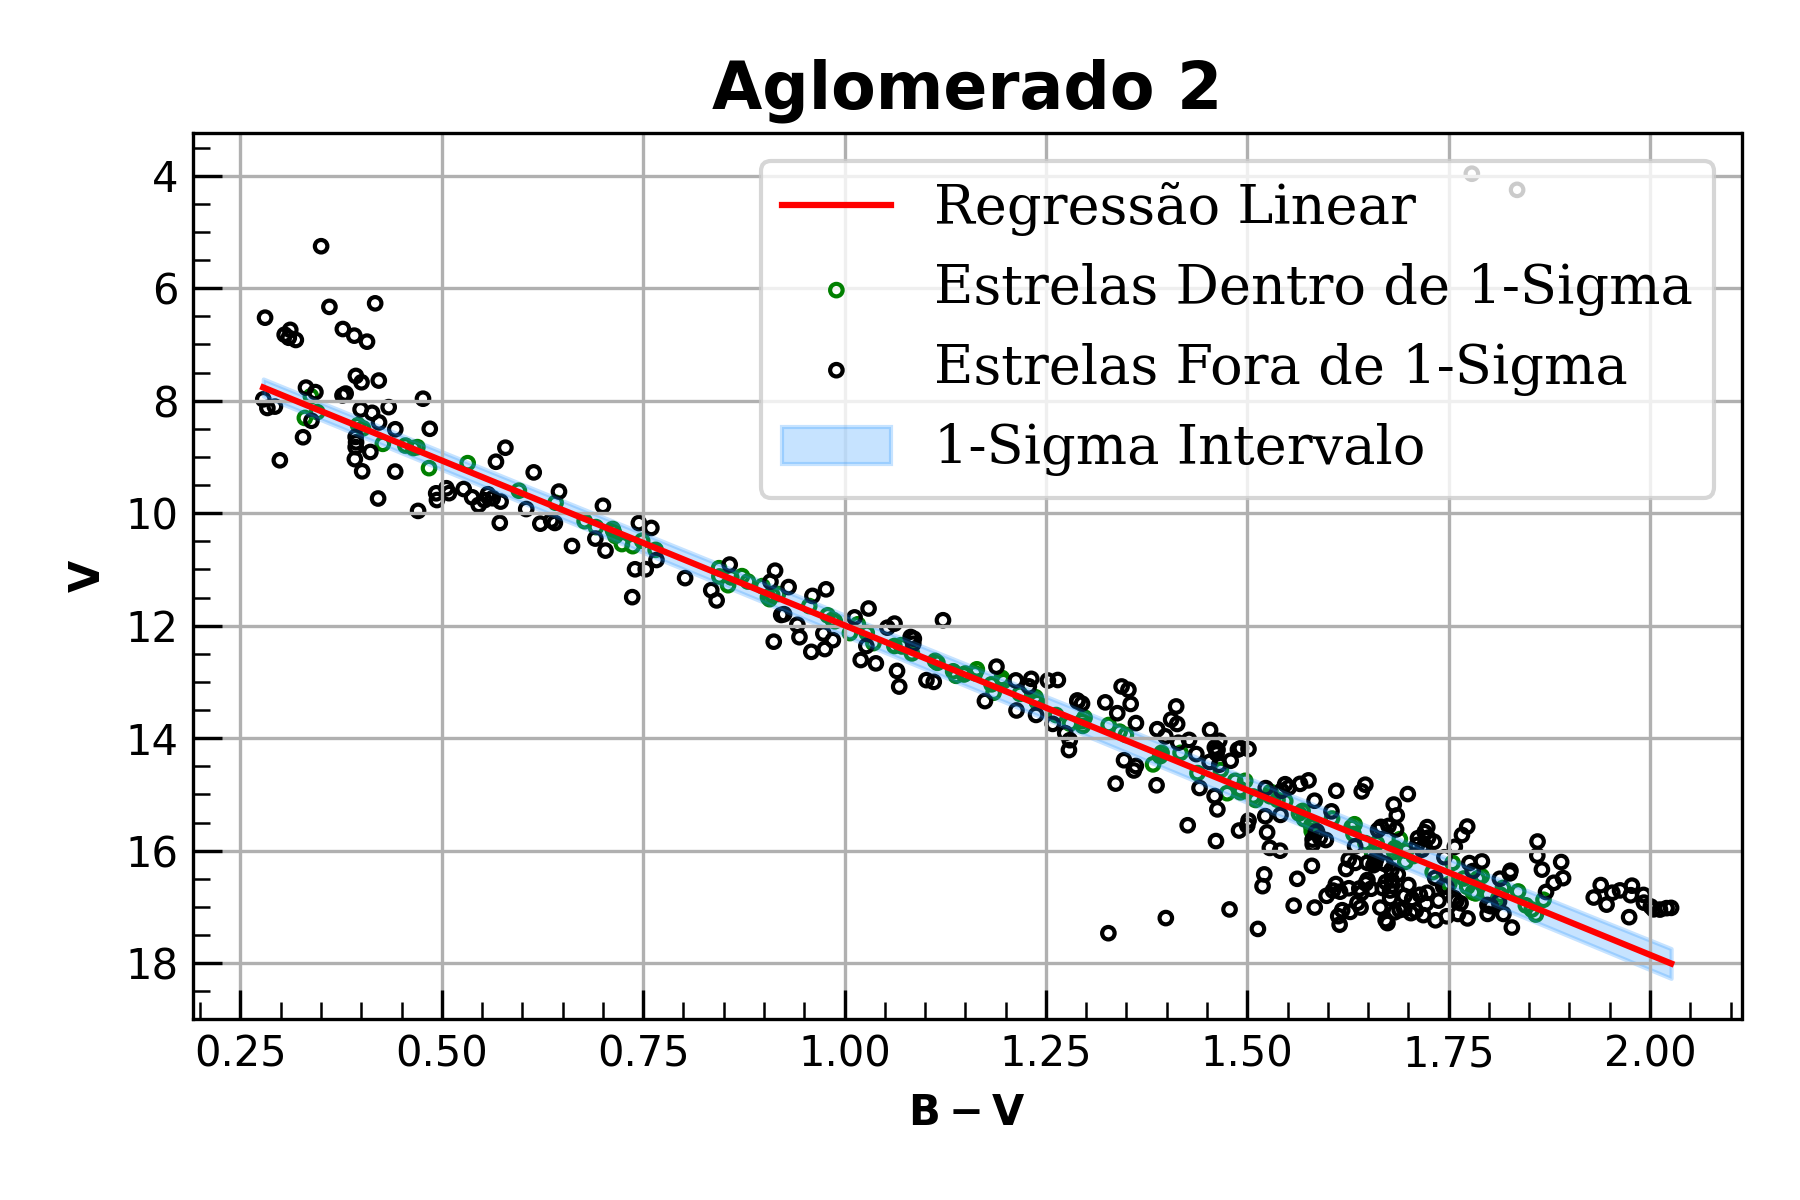 Aglomerado 2
V
4
6
8
10
12
14
16
18
Regressão Linear
Estrelas Dentro de 1-Sigma
Estrelas Fora de 1-Sigma
1-Sigma Intervalo
0.25 0.50 0.75 1.00 1.25 1.50 1.75 2.00
B − V